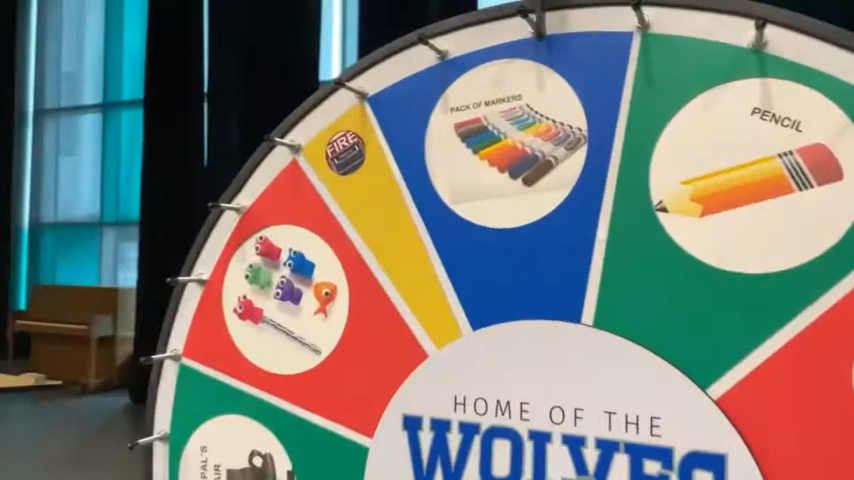 PACK OF MARKERS
PENCIL
FIRE
HOME OF THE
WOLVES